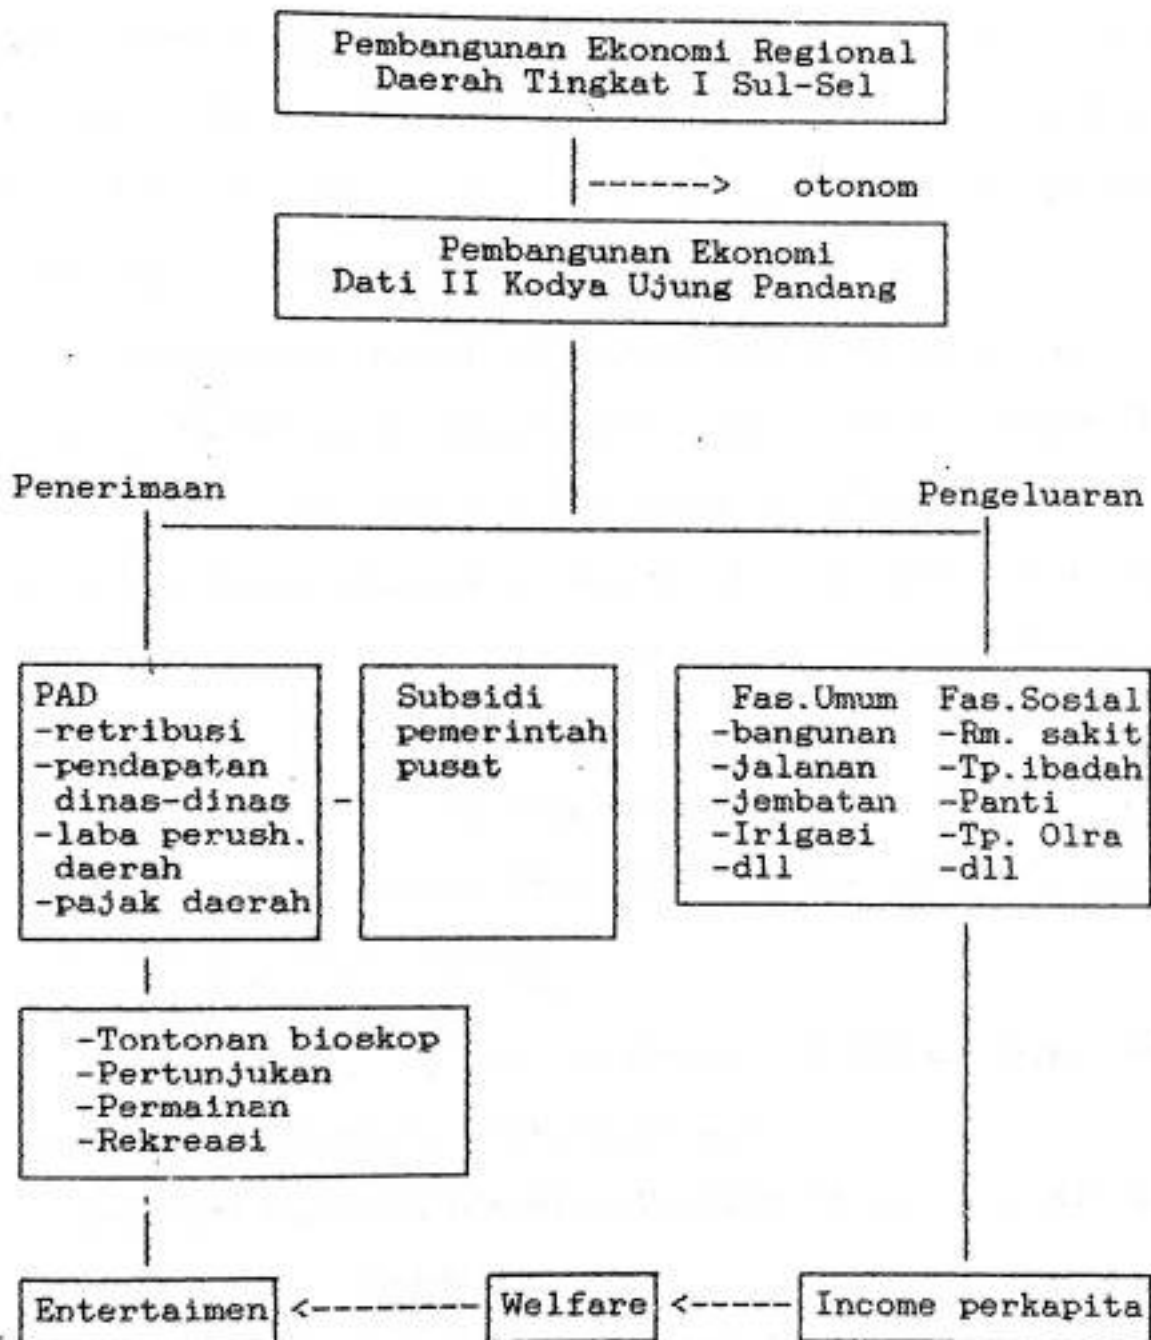 Pembangunan Ekonomi Regional
Daerah Tingkat I Sul-Sel
------> otonom
Pembangunan Ekonomi
Dati II Kodya Ujung Pandang
Penerimaan
Pengeluaran
PAD
-retribusi
-pendapatan
dinas-dinas
-laba perush.
daerah
-pajak daerah
-
Subsidi
pemerintah
pusat
Fas.Umum Fas.Sosial
-bangunan -Rm. sakit
-jalanan -Tp.ibadah
-jembatan -Panti
-Irigasi -Tp. Olra
-dll -dll
-Tontonan bioskop
-Pertunjukan
-Permainan
-Rekreasi
Entertaimen <-------- Welfare <----- Income perkapita